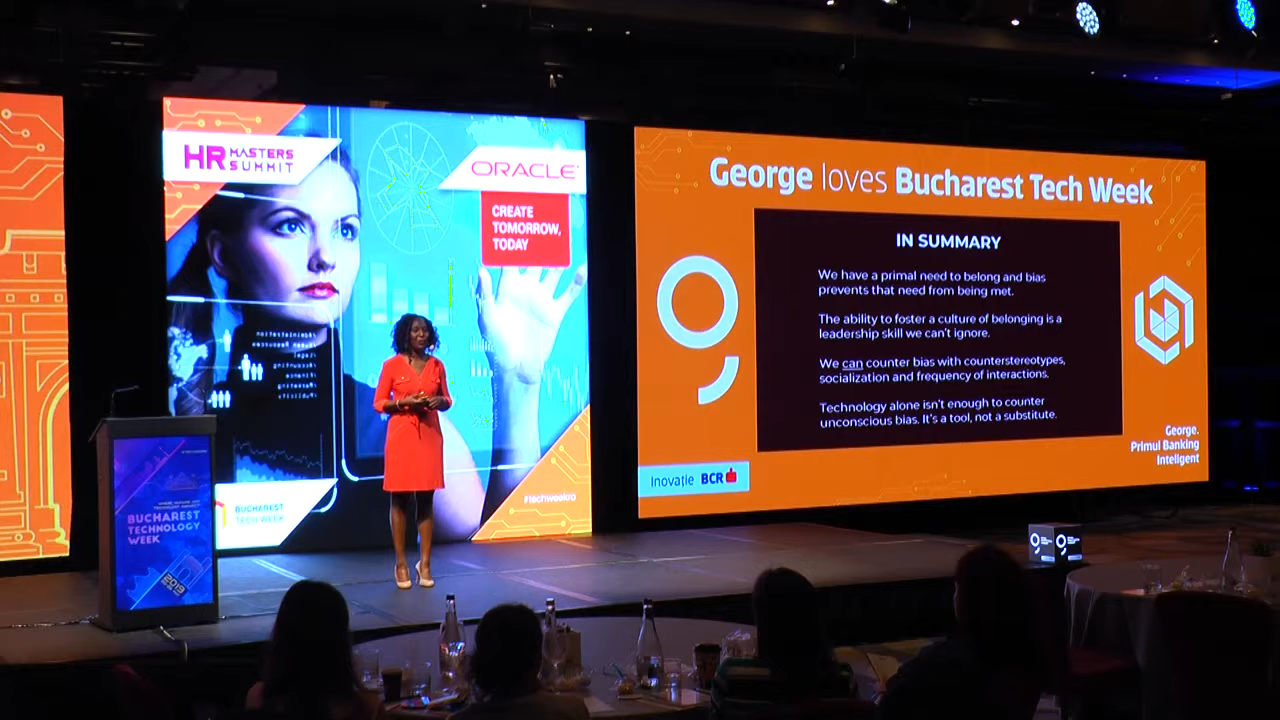 HR MASTERS
SUMMIT
ORACLE
CREATE
TOMORROW,
TODAY
BUCHAREST
TECH WEEK
#techweekro
BUCHAREST
TECHNOLOGY
WEEK
2019
George loves Bucharest Tech Week
IN SUMMARY
We have a primal need to belong and bias
prevents that need from being met.
The ability to foster a culture of belonging is a
leadership skill we can't ignore.
We can counter bias with counterstereotypes,
socialization and frequency of interactions.
Technology alone isn't enough to counter
unconscious bias. It's a tool, not a substitute.
George.
Primul Banking
Inteligent
Inovație BCR